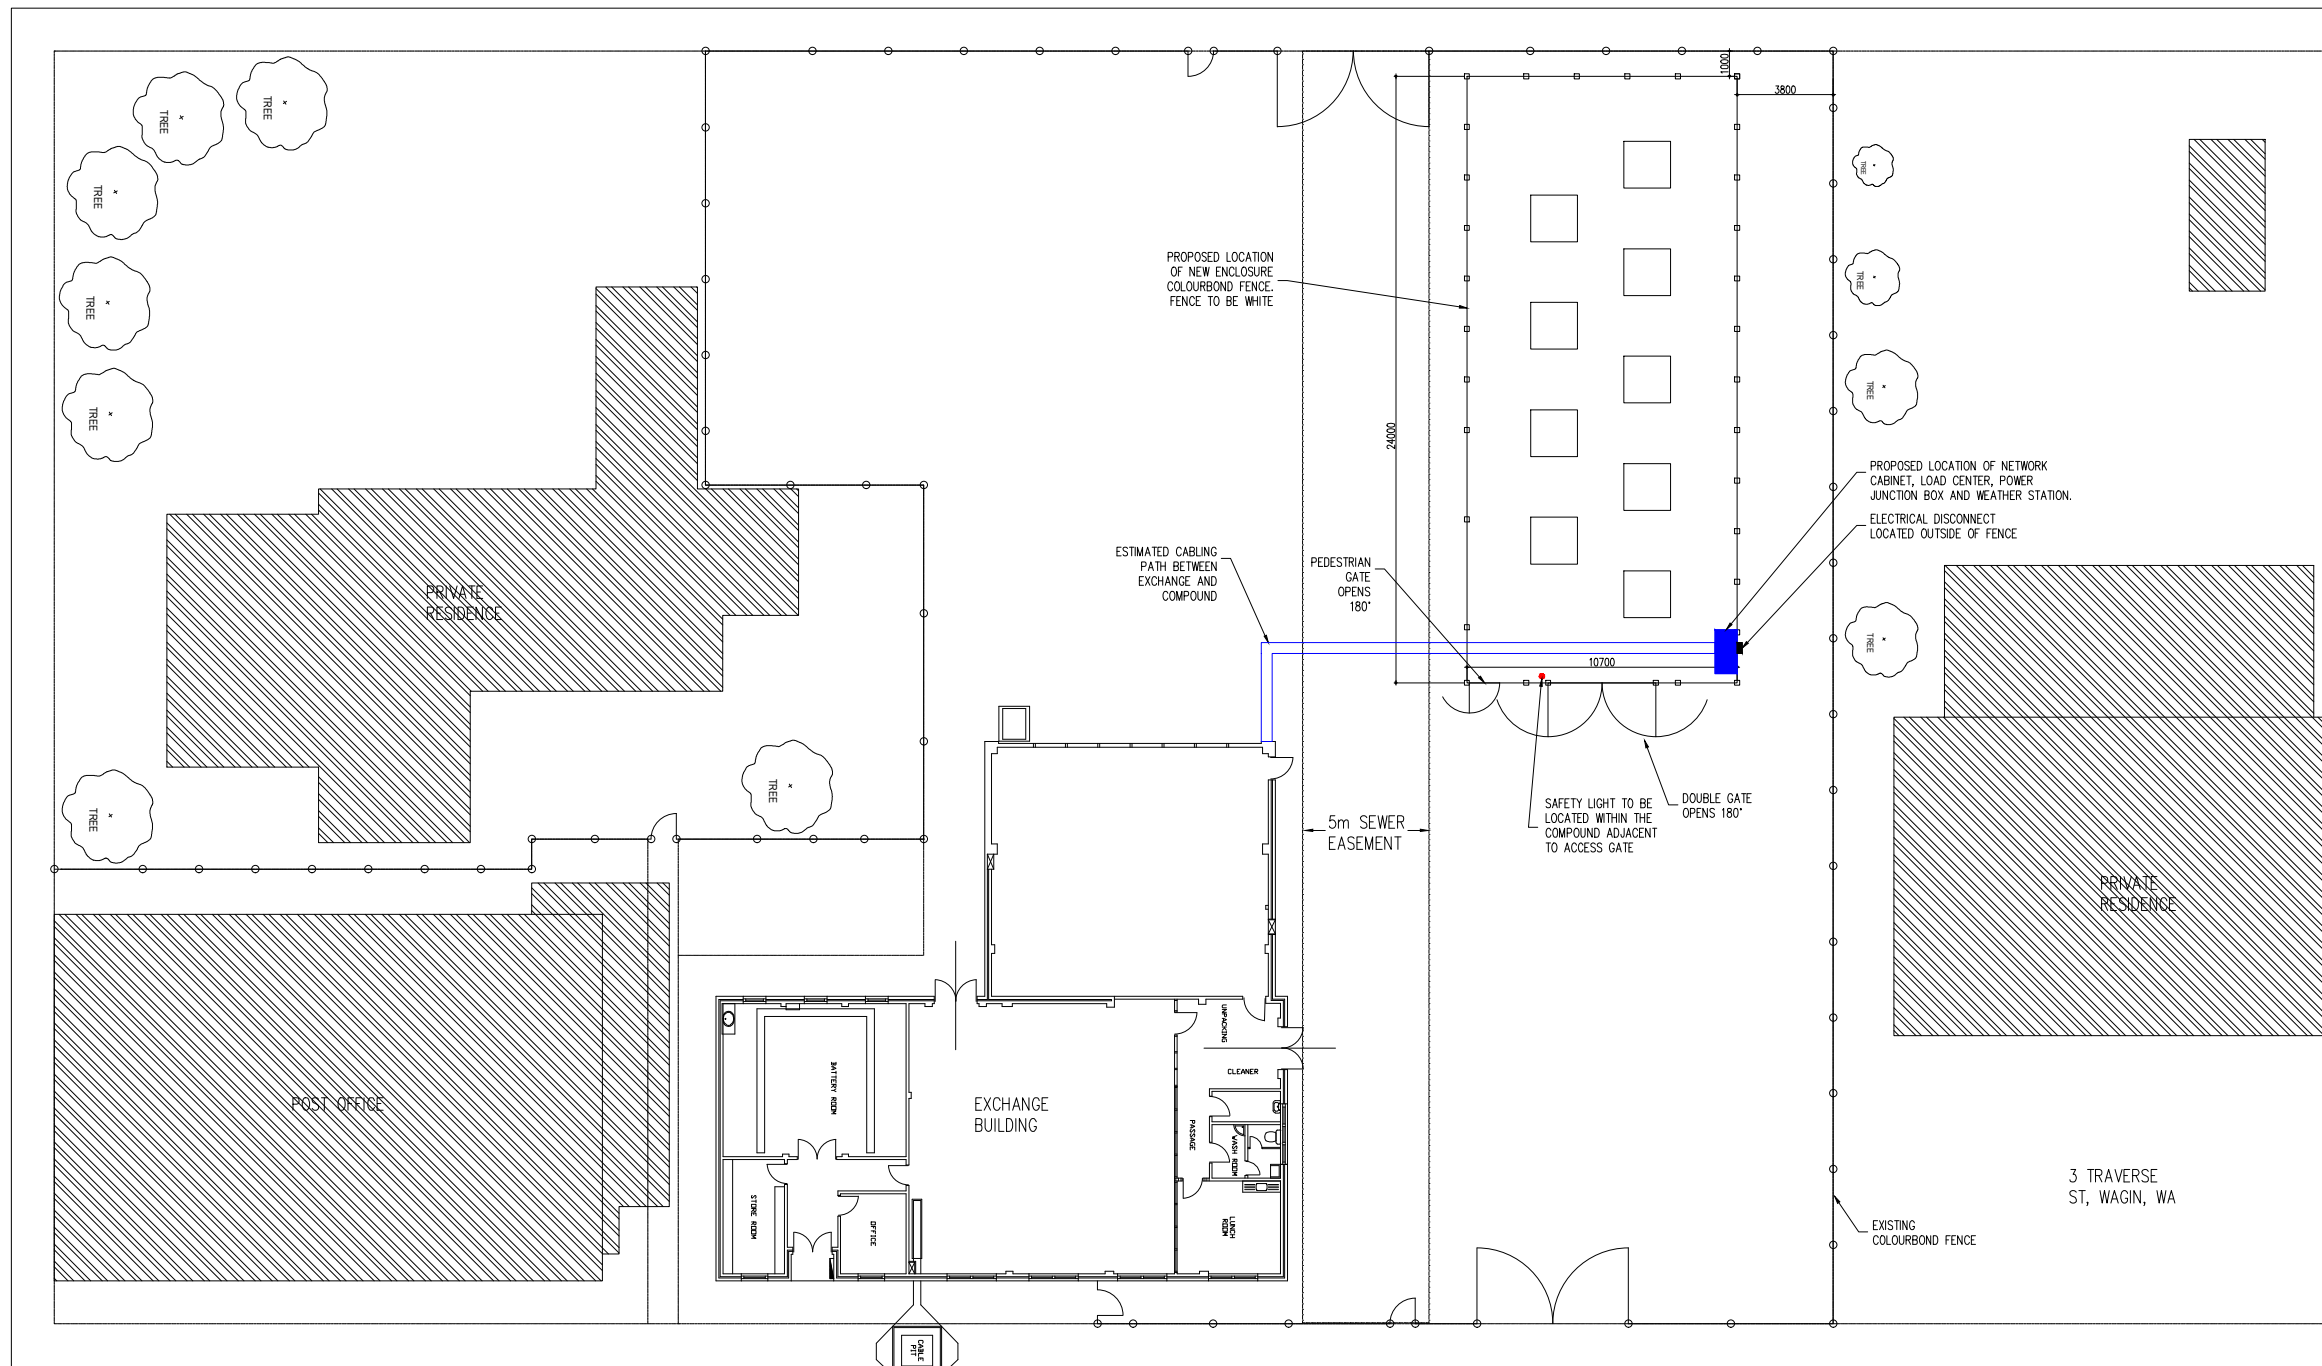 TREE
TREE
TREE
TREE
TREE
TREE
TREE
PRIVATE
RESIDENCE
POST OFFICE
PROPOSED LOCATION
OF NEW ENCLOSURE
COLOURBOND FENCE.
FENCE TO BE WHITE
ESTIMATED CABLING
PATH BETWEEN
EXCHANGE AND
COMPOUND
PEDESTRIAN
GATE
OPENS
180°
24000
1000
3800
10700
TREE
TREE
TREE
TREE
PROPOSED LOCATION OF NETWORK
CABINET, LOAD CENTER, POWER
JUNCTION BOX AND WEATHER STATION.
ELECTRICAL DISCONNECT
LOCATED OUTSIDE OF FENCE
SAFETY LIGHT TO BE
LOCATED WITHIN THE
COMPOUND ADJACENT
TO ACCESS GATE
DOUBLE GATE
OPENS 180°
5m SEWER
EASEMENT
PRIVATE
RESIDENCE
BATTERY ROOM
STORE ROOM
OFFICE
EXCHANGE
BUILDING
UNPACKING
CLEANER
PASSAGE
WASH ROOM
LUNCH
ROOM
CABLE
PIT
3 TRAVERSE
ST, WAGIN, WA
EXISTING
COLOURBOND FENCE